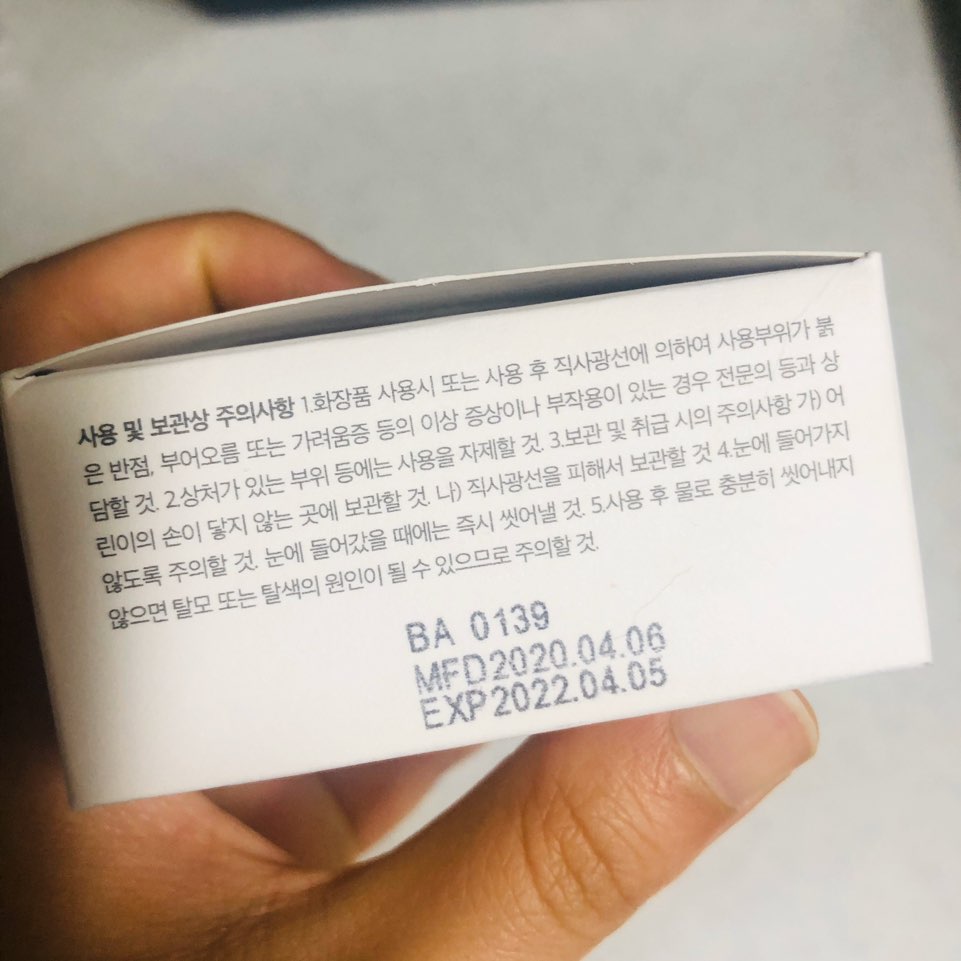 사용 및 보관상 주의사항 1.화장품 사용시 또는 사용 후 직사광선에 의하여 사용부위가 붉
은 반점, 부어오름 또는 가려움증 등의 이상 증상이나 부작용이 있는 경우 전문의 등과 상
담할 것. 2.상처가 있는 부위 등에는 사용을 자제할 것. 3.보관 및 취급 시의 주의사항 가) 어
린이의 손이 닿지 않는 곳에 보관할 것. 나) 직사광선을 피해서 보관할 것 4.눈에 들어가지
않도록 주의할 것. 눈에 들어갔을 때에는 즉시 씻어낼 것. 5.사용 후 물로 충분히 씻어내지
않으면 탈모 또는 탈색의 원인이 될 수 있으므로 주의할 것.
BA 0139
MFD2020.04.06
EXP2022.04.05